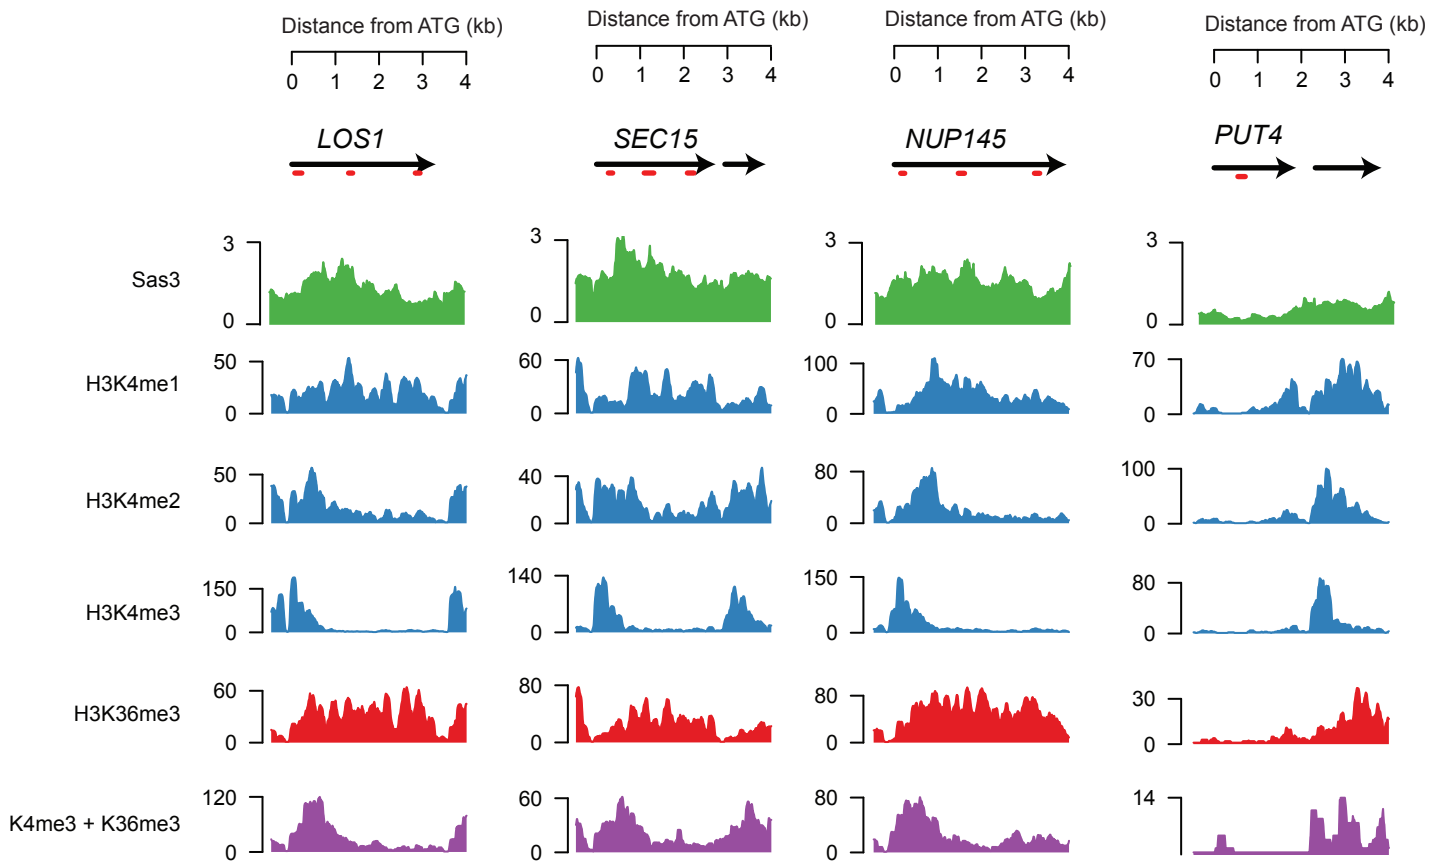 Distance from ATG (kb) Distance from ATG (kb) Distance from ATG (kb) Distance from ATG (kb)
0 1 2 3 4 0 1 2 3 4 0 1 2 3 4 0 1 2 3 4
LOS1 SEC15 NUP145 PUT4
3 3 3 3
Sas3
0 0 0 0
50 60 100 70
H3K4me1
0 0 0 0
50 40 80 100
H3K4me2
0 0 0 0
150 140 150 80
H3K4me3
0 0 0 0
60 80 80 30
H3K36me3
0 0 0 0
120 60 80 14
K4me3 + K36me3
0 0 0